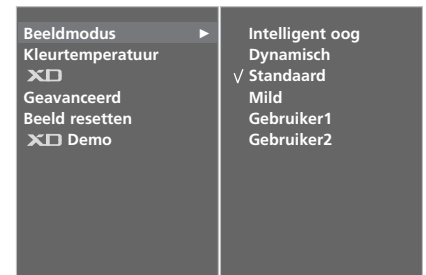 Beeldmodus ►
Kleurtemperatuur
XD
Geavanceerd
Beeld resetten
XD Demo
Intelligent oog
Dynamisch
√ Standaard
Mild
Gebruiker1
Gebruiker2